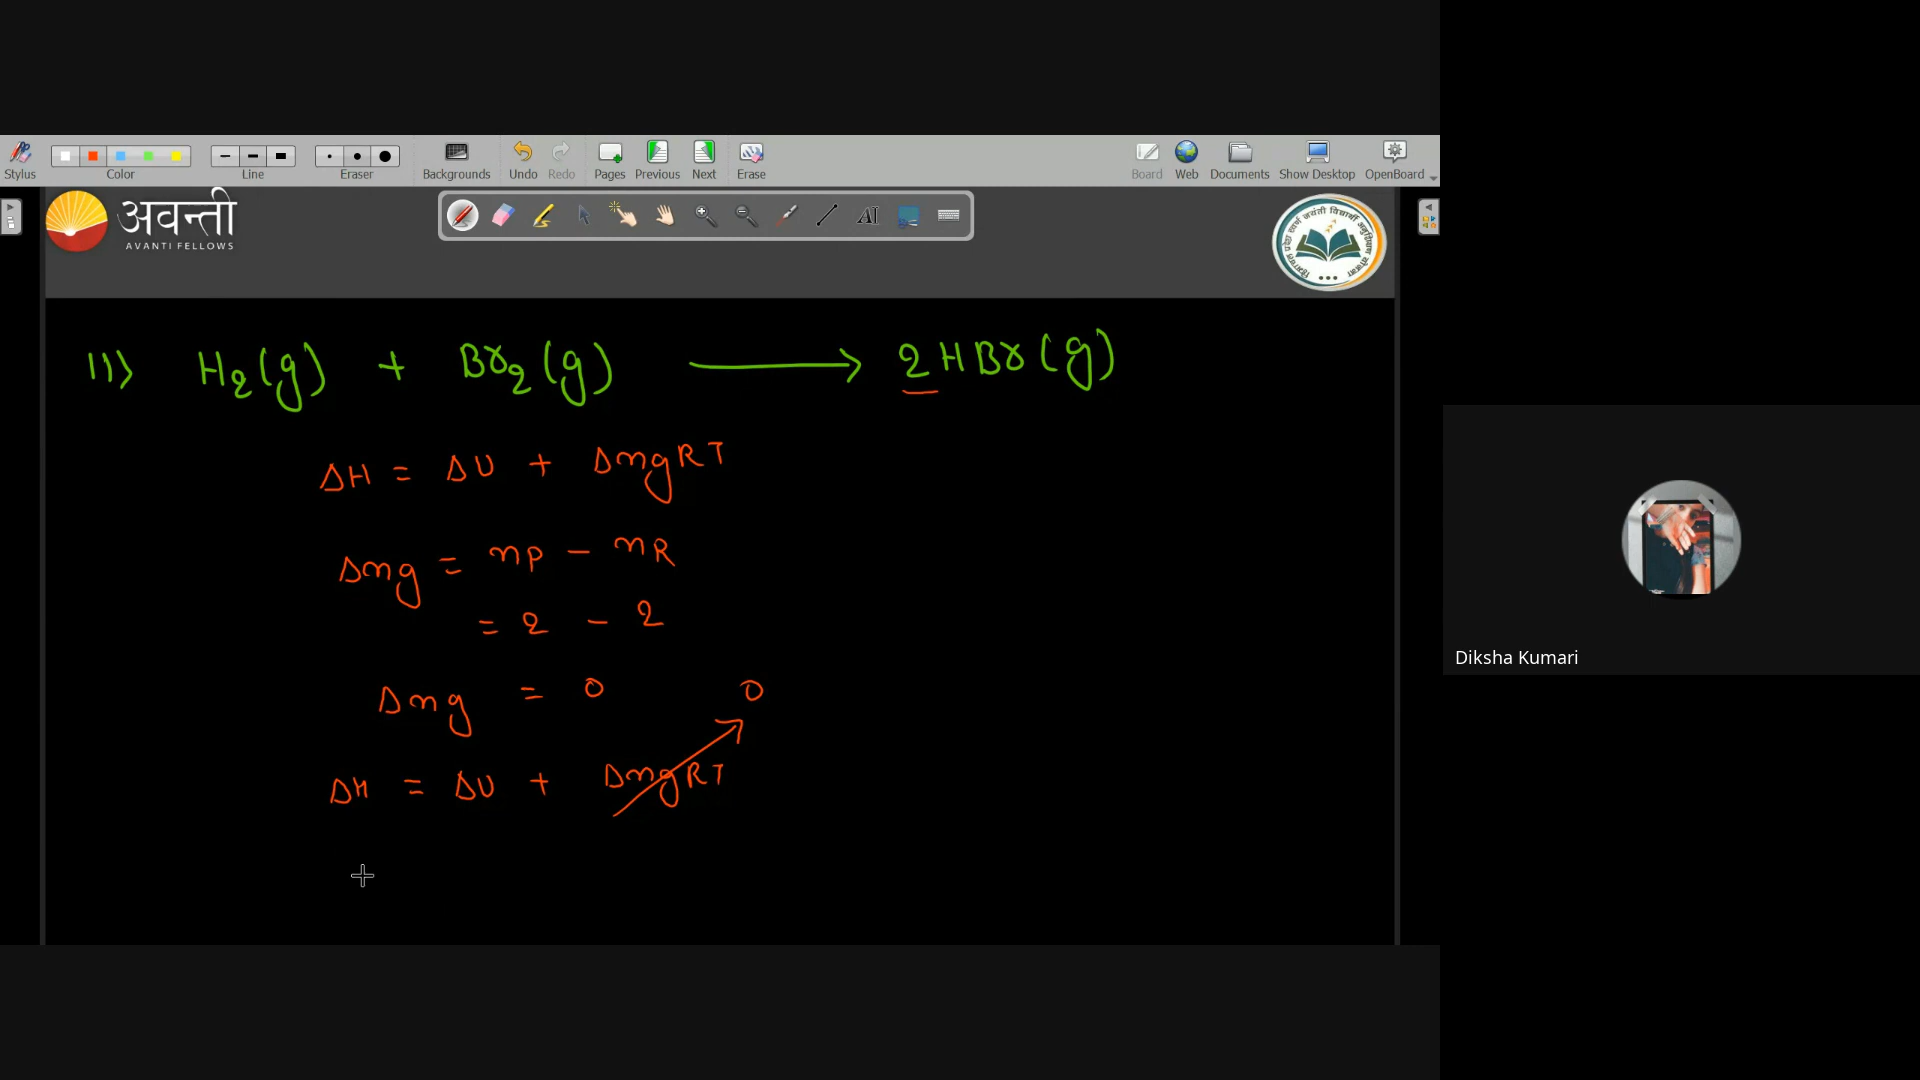 Stylus
Color
Line
Eraser
Backgrounds
Undo
Redo
Pages
Previous
Next
Erase
Board
Web
Documents
Show Desktop
OpenBoard
अवन्ती
AVANTI FELLOWS
11) H₂(g) + Br₂(g) ⟶ 2HBr(g)
ΔH = ΔU + ΔngRT
Δng = nP - nR
= 2 - 2
Δng = 0
0
ΔH = ΔU + ΔngRT
Diksha Kumari